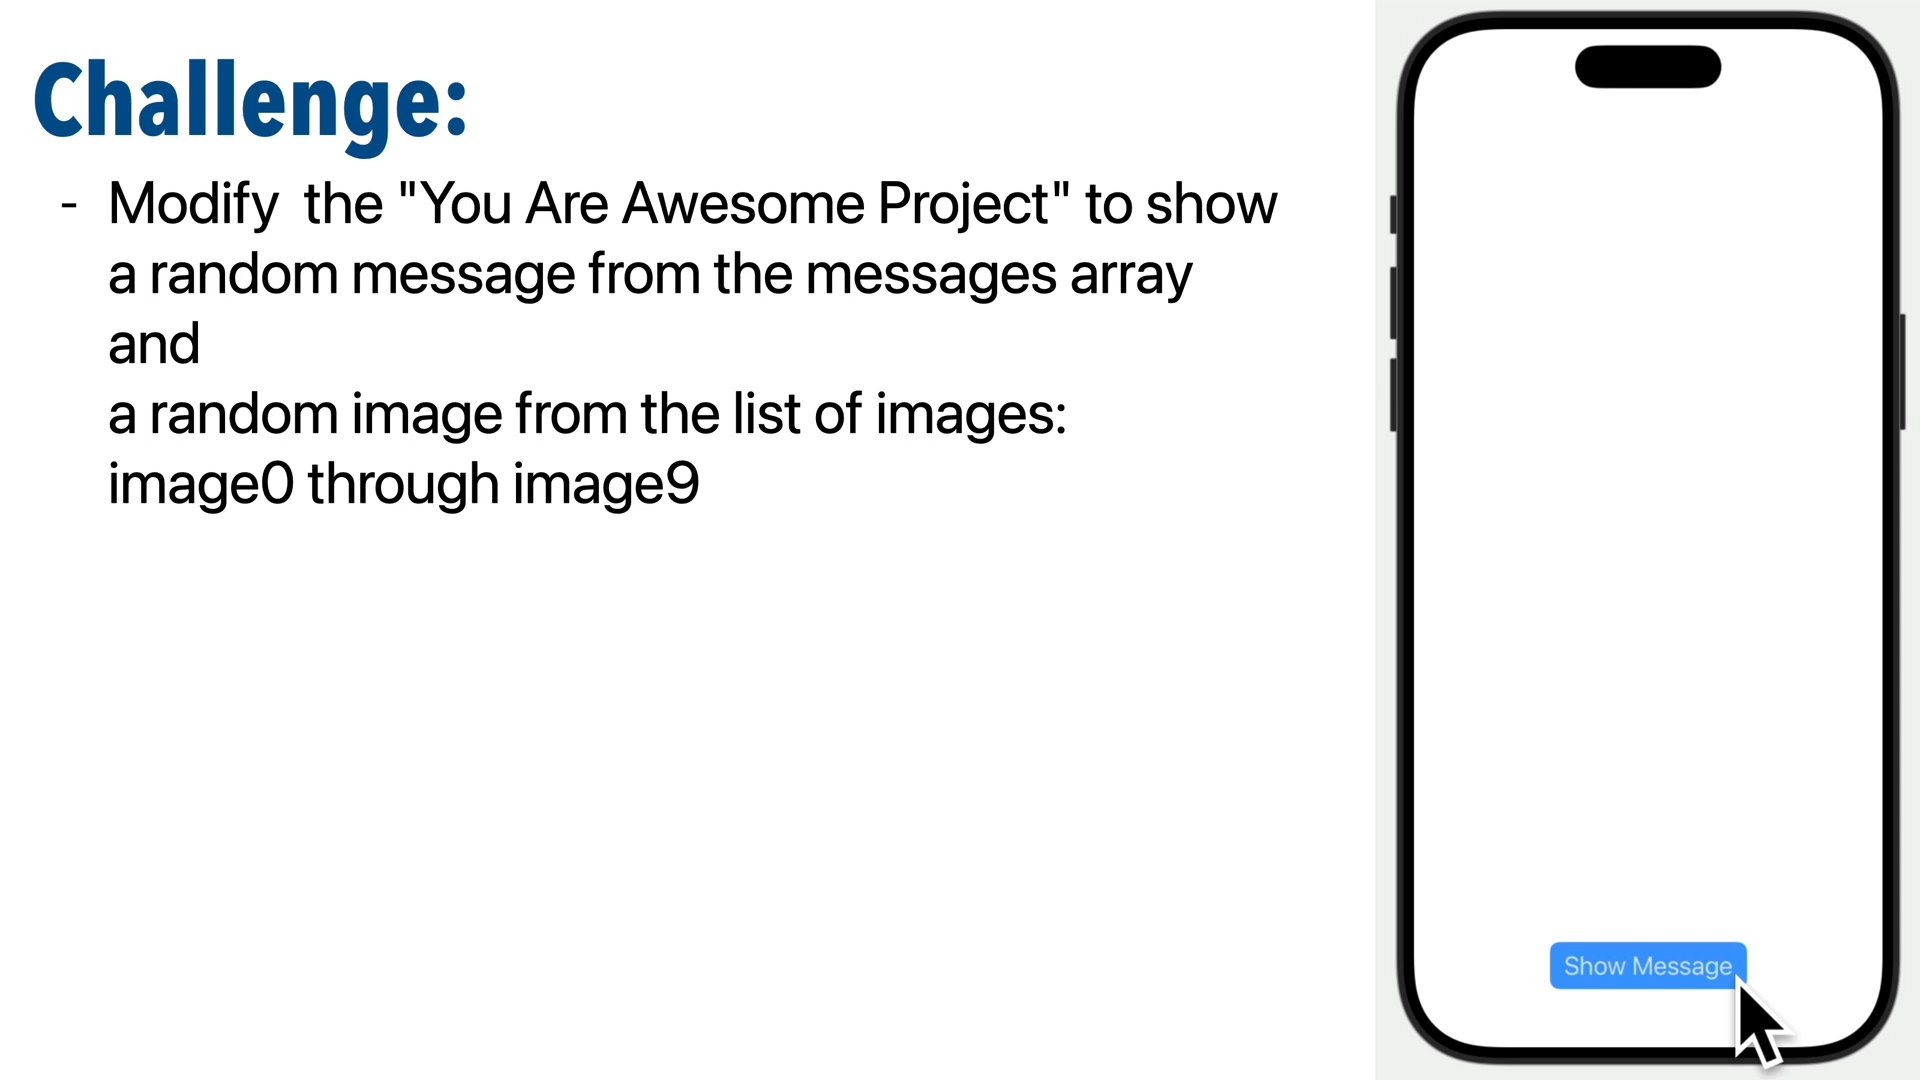 Challenge:
- Modify  the "You Are Awesome Project" to show
a random message from the messages array
and
a random image from the list of images:
image0 through image9
Show Message